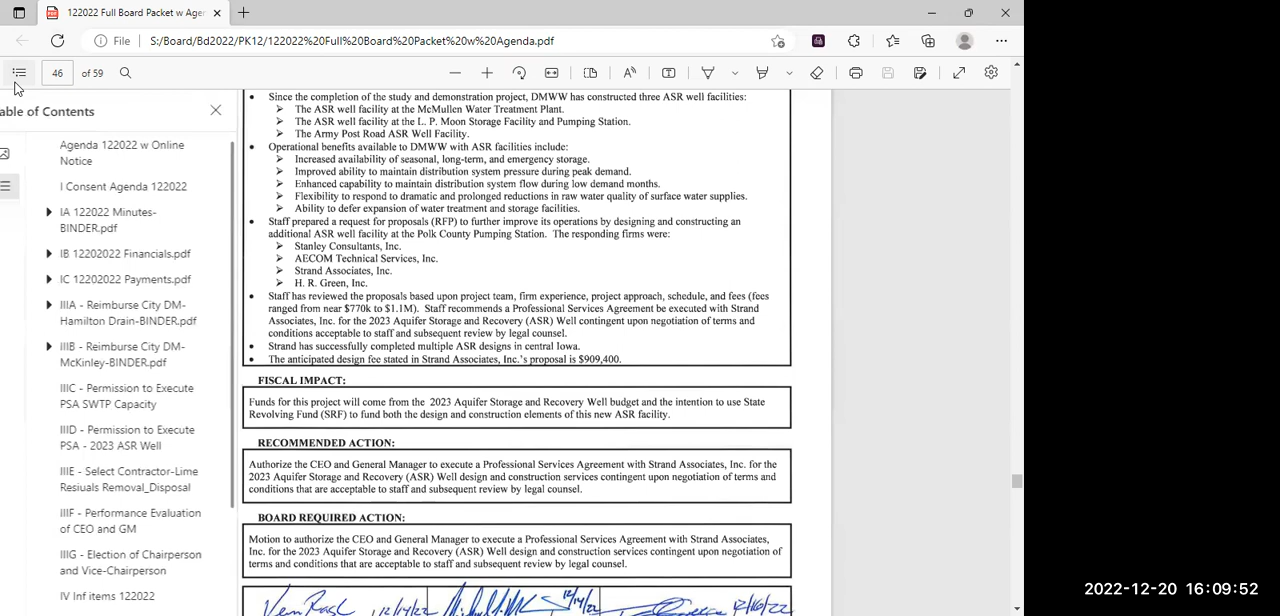 122022 Full Board Packet w Ager
File S:/Board/Bd2022/PK12/122022%20Full%20Board%20Packet%20w%20Agenda.pdf
46 of 59
able of Contents
Agenda 122022 w Online
Notice
I Consent Agenda 122022
IA 122022 Minutes-
BINDER.pdf
IB 12202022 Financials.pdf
IC 12202022 Payments.pdf
IIIA - Reimburse City DM-
Hamilton Drain-BINDER.pdf
IIIB - Reimburse City DM-
McKinley-BINDER.pdf
IIIC - Permission to Execute
PSA SWTP Capacity
IIID - Permission to Execute
PSA - 2023 ASR Well
IIIE - Select Contractor-Lime
Resiuals Removal_Disposal
IIIF - Performance Evaluation
of CEO and GM
IIIG - Election of Chairperson
and Vice-Chairperson
IV Inf items 122022
• Since the completion of the study and demonstration project, DMWW has constructed three ASR well facilities:
➢ The ASR well facility at the McMullen Water Treatment Plant.
➢ The ASR well facility at the L. P. Moon Storage Facility and Pumping Station.
➢ The Army Post Road ASR Well Facility.
• Operational benefits available to DMWW with ASR facilities include:
➢ Increased availability of seasonal, long-term, and emergency storage.
➢ Improved ability to maintain distribution system pressure during peak demand.
➢ Enhanced capability to maintain distribution system flow during low demand months.
➢ Flexibility to respond to dramatic and prolonged reductions in raw water quality of surface water supplies.
➢ Ability to defer expansion of water treatment and storage facilities.
• Staff prepared a request for proposals (RFP) to further improve its operations by designing and constructing an
additional ASR well facility at the Polk County Pumping Station. The responding firms were:
➢ Stanley Consultants, Inc.
➢ AECOM Technical Services, Inc.
➢ Strand Associates, Inc.
➢ H. R. Green, Inc.
• Staff has reviewed the proposals based upon project team, firm experience, project approach, schedule, and fees (fees
ranged from near $770k to $1.1M). Staff recommends a Professional Services Agreement be executed with Strand
Associates, Inc. for the 2023 Aquifer Storage and Recovery (ASR) Well contingent upon negotiation of terms and
conditions acceptable to staff and subsequent review by legal counsel.
• Strand has successfully completed multiple ASR designs in central Iowa.
• The anticipated design fee stated in Strand Associates, Inc.'s proposal is $909,400.
FISCAL IMPACT:
Funds for this project will come from the 2023 Aquifer Storage and Recovery Well budget and the intention to use State
Revolving Fund (SRF) to fund both the design and construction elements of this new ASR facility.
RECOMMENDED ACTION:
Authorize the CEO and General Manager to execute a Professional Services Agreement with Strand Associates, Inc. for the
2023 Aquifer Storage and Recovery (ASR) Well design and construction services contingent upon negotiation of terms and
conditions that are acceptable to staff and subsequent review by legal counsel.
BOARD REQUIRED ACTION:
Motion to authorize the CEO and General Manager to execute a Professional Services Agreement with Strand Associates,
Inc. for the 2023 Aquifer Storage and Recovery (ASR) Well design and construction services contingent upon negotiation of
terms and conditions that are acceptable to staff and subsequent review by legal counsel.
12/14/22
2022-12-20 16:09:52